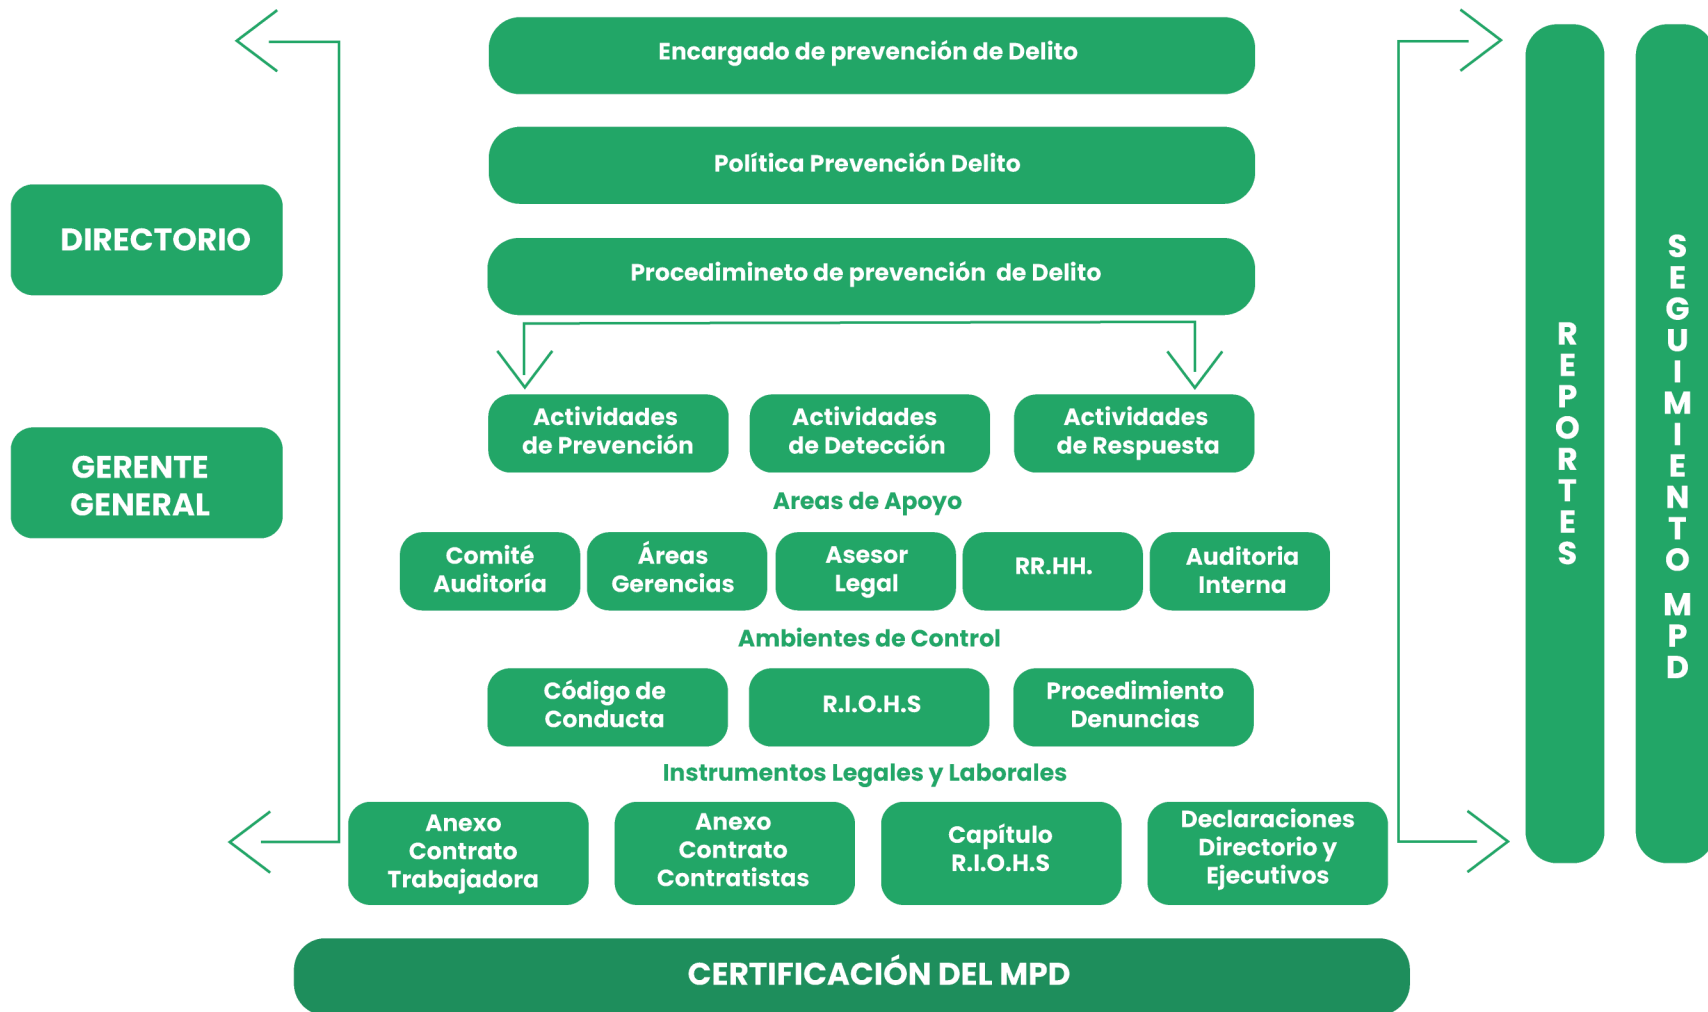 Encargado de prevención de Delito
Política Prevención Delito
Procedimineto de prevención  de Delito
DIRECTORIO
GERENTE
GENERAL
Actividades
de Prevención
Actividades
de Detección
Actividades
de Respuesta
Areas de Apoyo
Comité
Auditoría
Áreas
Gerencias
Asesor
Legal
RR.HH.
Auditoria
Interna
Ambientes de Control
Código de
Conducta
R.I.O.H.S
Procedimiento
Denuncias
Instrumentos Legales y Laborales
Anexo
Contrato
Trabajadora
Anexo
Contrato
Contratistas
Capítulo
R.I.O.H.S
Declaraciones
Directorio y
Ejecutivos
CERTIFICACIÓN DEL MPD
REPORTES
SEGUIMIENTO MPD